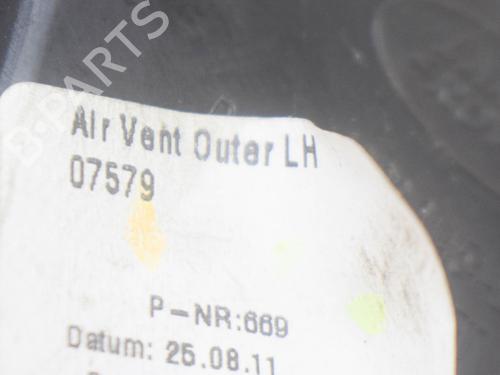 B-PARTS
Air Vent Outer LH
07579
P-NR:669
Datum: 25.08.11